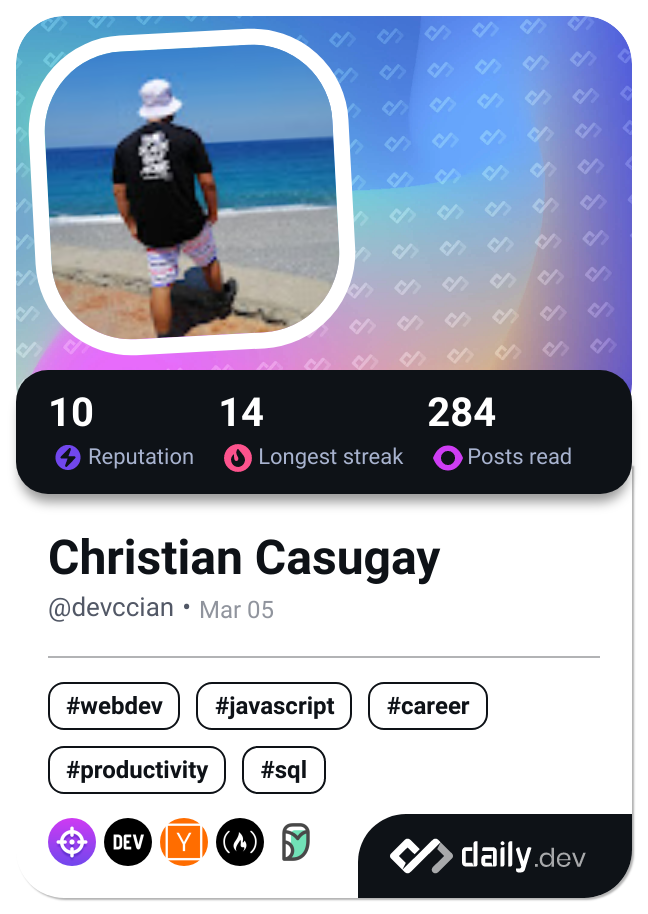 10 14 284
Reputation Longest streak Posts read
Christian Casugay
@devccian • Mar 05
#webdev #javascript #career
#productivity #sql
DEV Y
daily.dev